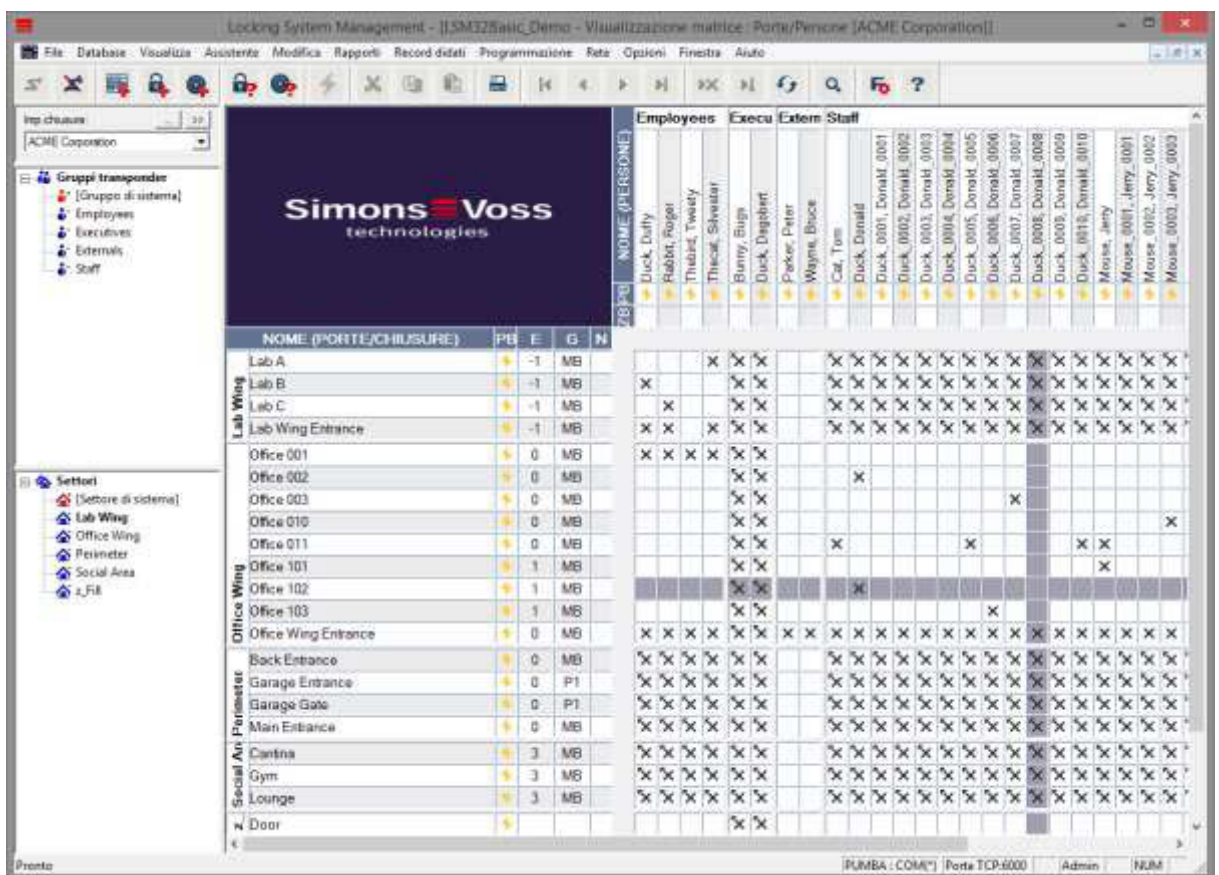 Locking System Management - [[LSM32Basic_Demo - Visualizzazione matrice : Porte/Persone [ACME Corporation]]
File Database Visualizza Assistente Modifica Rapporti Record didati Programmazione Rete Opzioni Finestra Aiuto
Imp.chiusura ... >>
ACME Corporation
Gruppi transponder
[Gruppo di sistema]
Employees
Executives
Externals
Staff
Settori
[Settore di sistema]
Lab Wing
Office Wing
Perimeter
Social Area
z_Fill
Simons Voss
technologies
NOME (PERSONE)
PB
ZB
Employees Execu Extern Staff
Duck, Duffy
Rabbit, Roger
Thebird, Tweety
Thecat, Silvester
Bunny, Bugs
Duck, Dagobert
Parker, Peter
Wayne, Bruce
Cat, Tom
Duck, Donald
Duck_0001, Donald_0001
Duck_0002, Donald_0002
Duck_0003, Donald_0003
Duck_0004, Donald_0004
Duck_0005, Donald_0005
Duck_0006, Donald_0006
Duck_0007, Donald_0007
Duck_0008, Donald_0008
Duck_0009, Donald_0009
Duck_0010, Donald_0010
Mouse, Jerry
Mouse_0001, Jerry_0001
Mouse_0002, Jerry_0002
Mouse_0003, Jerry_0003
NOME (PORTE/CHIUSURE) PB E G N
Lab Wing
Lab A -1 MB
Lab B -1 MB
Lab C -1 MB
Lab Wing Entrance -1 MB
Office Wing
Office 001 0 MB
Office 002 0 MB
Office 003 0 MB
Office 010 0 MB
Office 011 0 MB
Office 101 1 MB
Office 102 1 MB
Office 103 1 MB
Office Wing Entrance 0 MB
Perimeter
Back Entrance 0 MB
Garage Entrance 0 P1
Garage Gate 0 P1
Main Entrance 0 MB
Social Ar
Cantina 3 MB
Gym 3 MB
Lounge 3 MB
z
Door
Pronto PUMBA : COM(*) Porta TCP:6000 Admin NUM